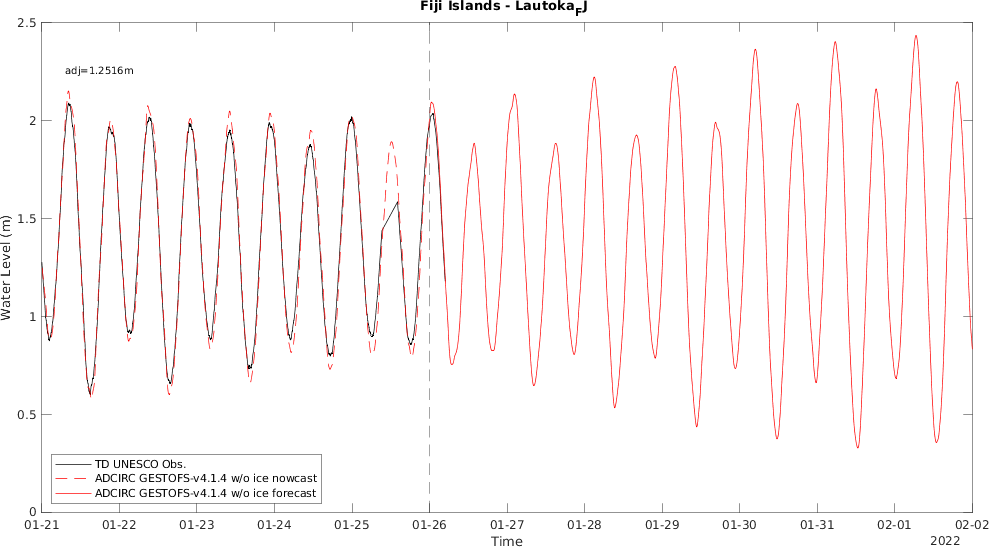 Fiji Islands - Lautoka_FJ
2.5
adj=1.2516m
2
1.5
Water Level (m)
1
0.5
TD UNESCO Obs.
ADCIRC GESTOFS-v4.1.4 w/o ice nowcast
ADCIRC GESTOFS-v4.1.4 w/o ice forecast
0
01-21 01-22 01-23 01-24 01-25 01-26 01-27 01-28 01-29 01-30 01-31 02-01 02-02
Time
2022